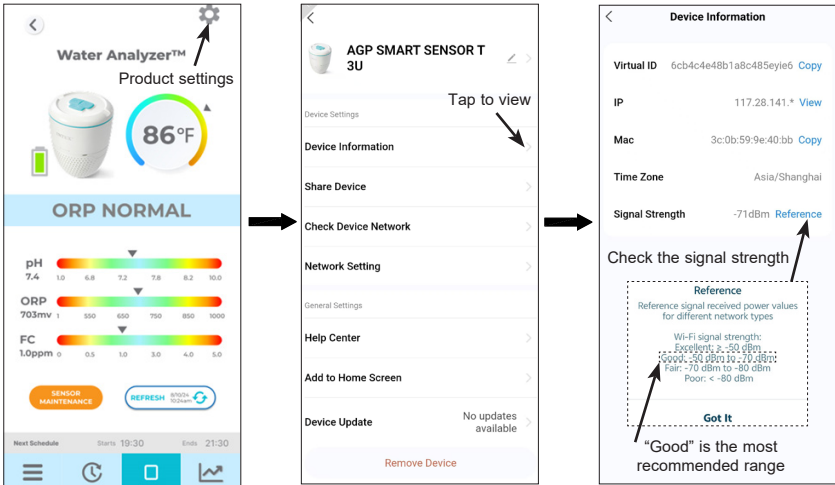 Water Analyzer™
Product settings
86°F
ORP NORMAL
pH
7.4
1.0 6.8 7.2 7.8 8.2 10.0
ORP
703mv
1 550 650 750 850 1000
FC
1.0ppm
0 0.5 1.0 3.0 4.0 5.0
SENSOR
MAINTENANCE
REFRESH
8/10/24
10:24am
Next Schedule Starts 19:30 Ends 21:30
AGP SMART SENSOR T
3U
Tap to view
Device Settings
Device Information
Share Device
Check Device Network
Network Setting
General Settings
Help Center
Add to Home Screen
Device Update
No updates
available
Remove Device
Device Information
Virtual ID 6cb4c4e48b1a8c485eyie6 Copy
IP 117.28.141.* View
Mac 3c:0b:59:9e:40:bb Copy
Time Zone Asia/Shanghai
Signal Strength -71dBm Reference
Check the signal strength
Reference
Reference signal received power values
for different network types
Wi-Fi signal strength:
Excellent: ≥ -50 dBm
Good: -50 dBm to -70 dBm
Fair: -70 dBm to -80 dBm
Poor: < -80 dBm
Got It
“Good” is the most
recommended range